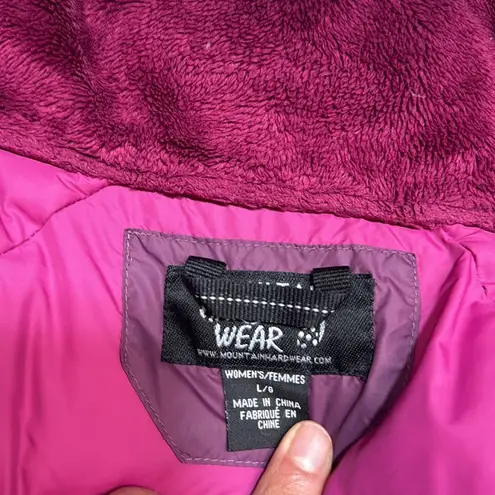 WEAR
WWW.MOUNTAINHARDWEAR.COM
WOMEN'S/FEMMES
L/G
MADE IN CHINA
FABRIQUÉ EN
CHINE